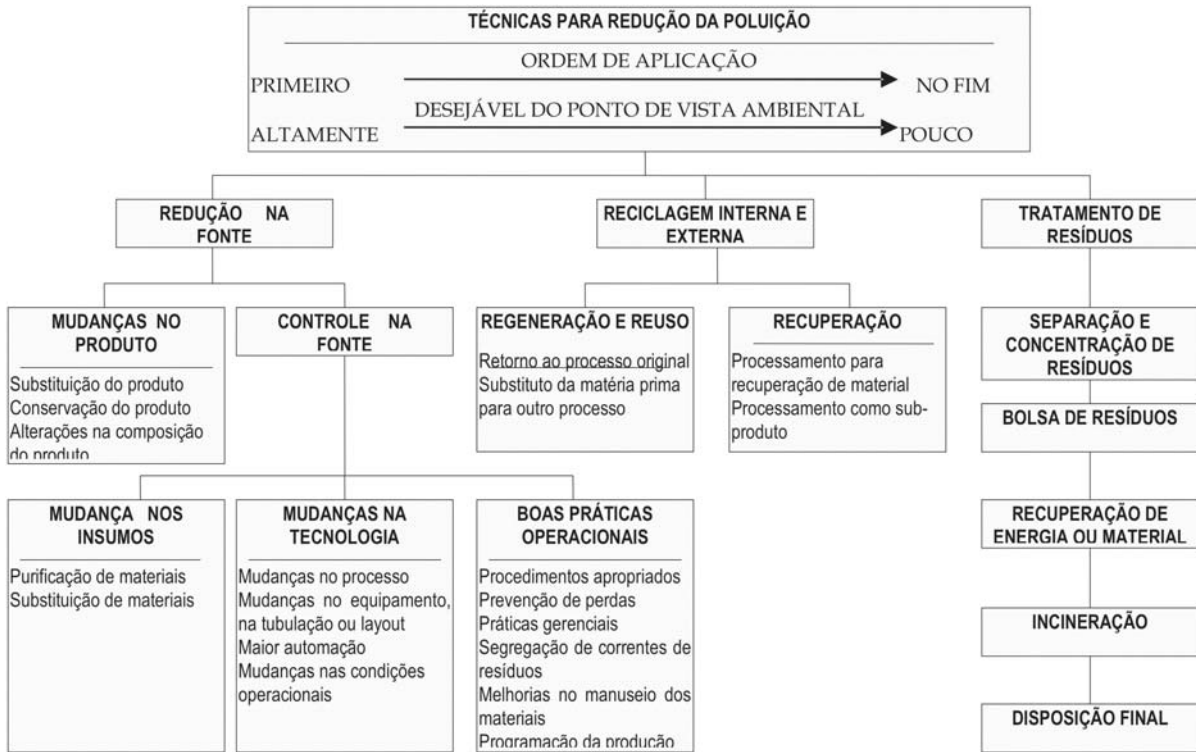 TÉCNICAS PARA REDUÇÃO DA POLUIÇÃO
ORDEM DE APLICAÇÃO
PRIMEIRO
NO FIM
DESEJÁVEL DO PONTO DE VISTA AMBIENTAL
ALTAMENTE
POUCO
REDUÇÃO NA
FONTE
RECICLAGEM INTERNA E
EXTERNA
TRATAMENTO DE
RESÍDUOS
MUDANÇAS NO
PRODUTO
Substituição do produto
Conservação do produto
Alterações na composição
do produto
CONTROLE NA
FONTE
REGENERAÇÃO E REUSO
Retorno ao processo original
Substituto da matéria prima
para outro processo
RECUPERAÇÃO
Processamento para
recuperação de material
Processamento como sub-
produto
SEPARAÇÃO E
CONCENTRAÇÃO DE
RESÍDUOS
BOLSA DE RESÍDUOS
MUDANÇA NOS
INSUMOS
Purificação de materiais
Substituição de materiais
MUDANÇAS NA
TECNOLOGIA
Mudanças no processo
Mudanças no equipamento,
na tubulação ou layout
Maior automação
Mudanças nas condições
operacionais
BOAS PRÁTICAS
OPERACIONAIS
Procedimentos apropriados
Prevenção de perdas
Práticas gerenciais
Segregação de correntes de
resíduos
Melhorias no manuseio dos
materiais
Programação da produção
RECUPERAÇÃO DE
ENERGIA OU MATERIAL
INCINERAÇÃO
DISPOSIÇÃO FINAL